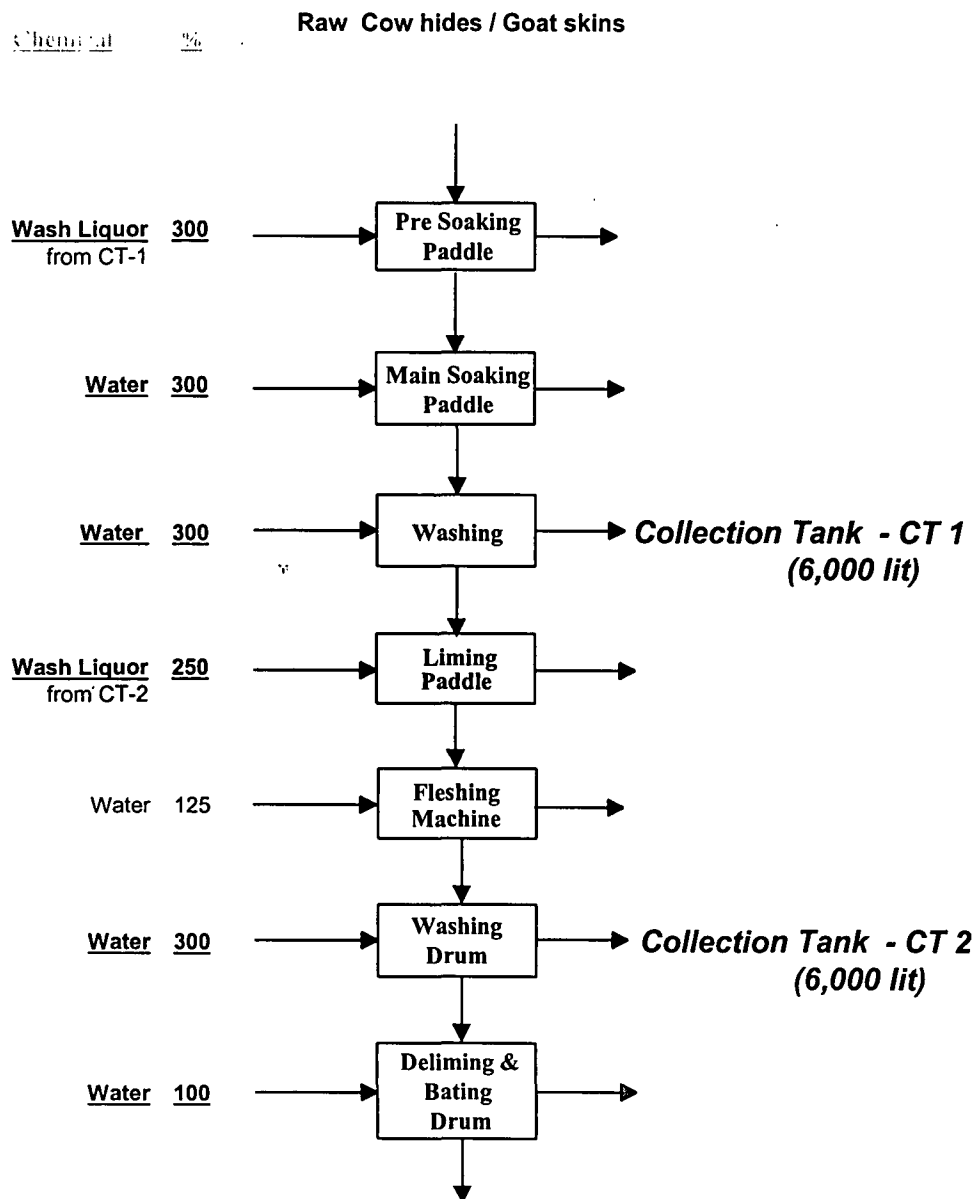 Raw Cow hides / Goat skins
Chemical %
Wash Liquor 300
from CT-1
Pre Soaking
Paddle
Water 300
Main Soaking
Paddle
Water 300
Washing
Collection Tank - CT 1
(6,000 lit)
Wash Liquor 250
from CT-2
Liming
Paddle
Water 125
Fleshing
Machine
Water 300
Washing
Drum
Collection Tank - CT 2
(6,000 lit)
Water 100
Deliming &
Bating
Drum